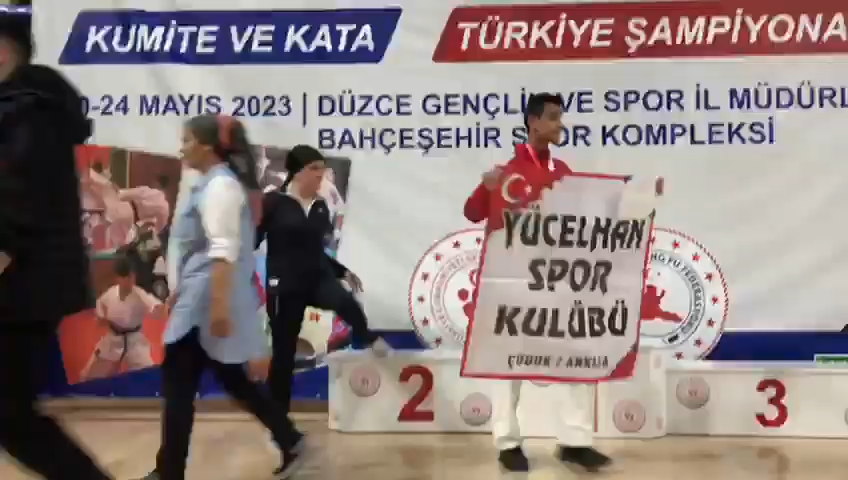 KUMİTE VE KATA
TÜRKİYE ŞAMPİYONA
0-24 MAYIS 2023 | DÜZCE GENÇLİK VE SPOR İL MÜDÜRL
BAHÇEŞEHİR SPOR KOMPLEKSİ
YÜCELHAN
SPOR
KULÜBÜ
ÇUBUK / ANKARA
2
3